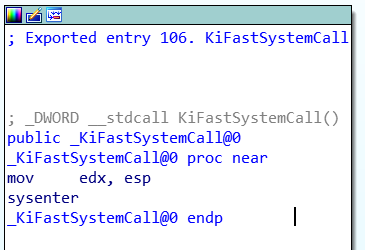 ; Exported entry 106. KiFastSystemCall
; _DWORD __stdcall KiFastSystemCall()
public _KiFastSystemCall@0
_KiFastSystemCall@0 proc near
mov     edx, esp
sysenter
_KiFastSystemCall@0 endp